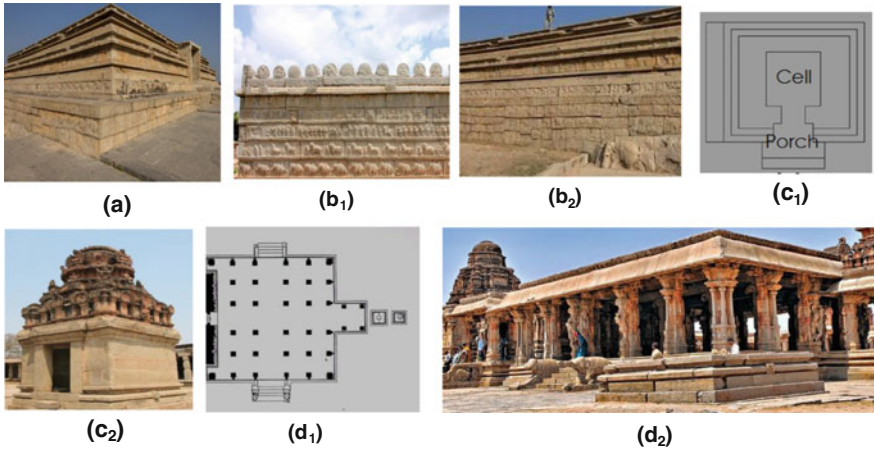 Cell
Porch
(a)
(b1)
(b2)
(c1)
(c2)
(d1)
(d2)